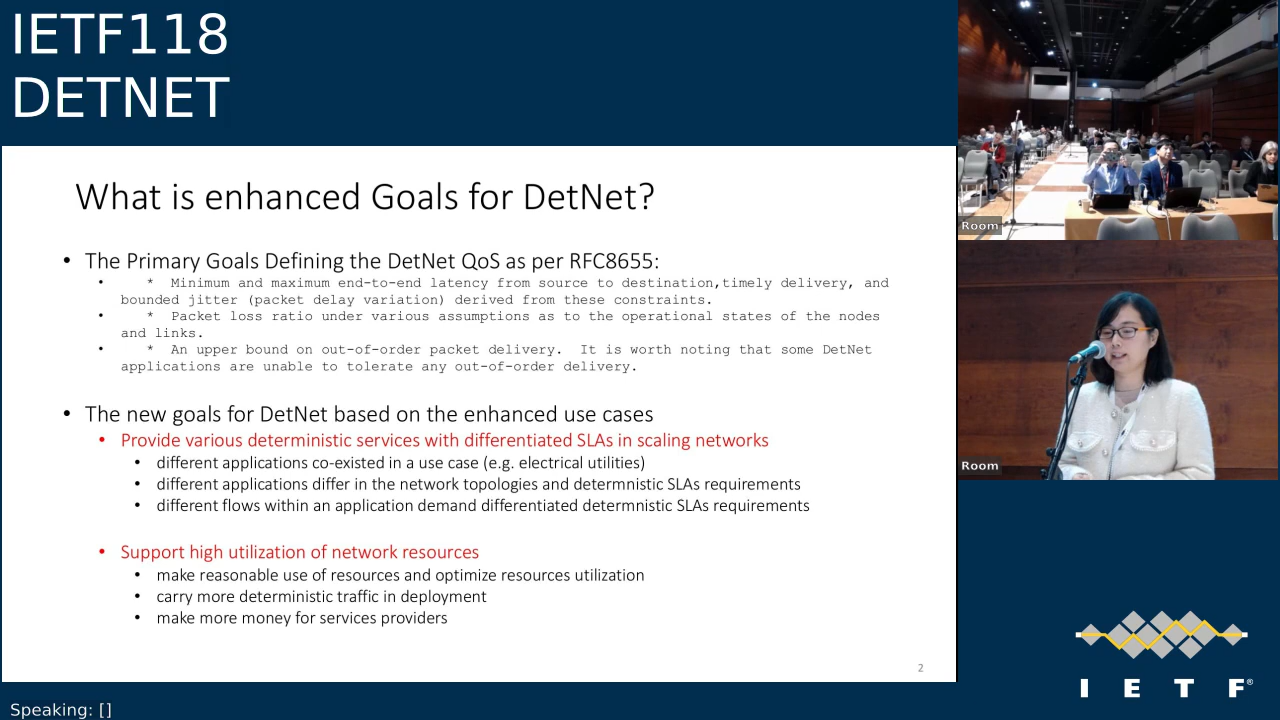 IETF118
DETNET
What is enhanced Goals for DetNet?
• The Primary Goals Defining the DetNet QoS as per RFC8655:
• * Minimum and maximum end-to-end latency from source to destination,timely delivery, and
bounded jitter (packet delay variation) derived from these constraints.
• * Packet loss ratio under various assumptions as to the operational states of the nodes
and links.
• * An upper bound on out-of-order packet delivery. It is worth noting that some DetNet
applications are unable to tolerate any out-of-order delivery.
• The new goals for DetNet based on the enhanced use cases
• Provide various deterministic services with differentiated SLAs in scaling networks
• different applications co-existed in a use case (e.g. electrical utilities)
• different applications differ in the network topologies and determnistic SLAs requirements
• different flows within an application demand differentiated determnistic SLAs requirements
• Support high utilization of network resources
• make reasonable use of resources and optimize resources utilization
• carry more deterministic traffic in deployment
• make more money for services providers
2
Room
Room
I E T F®
Speaking: []